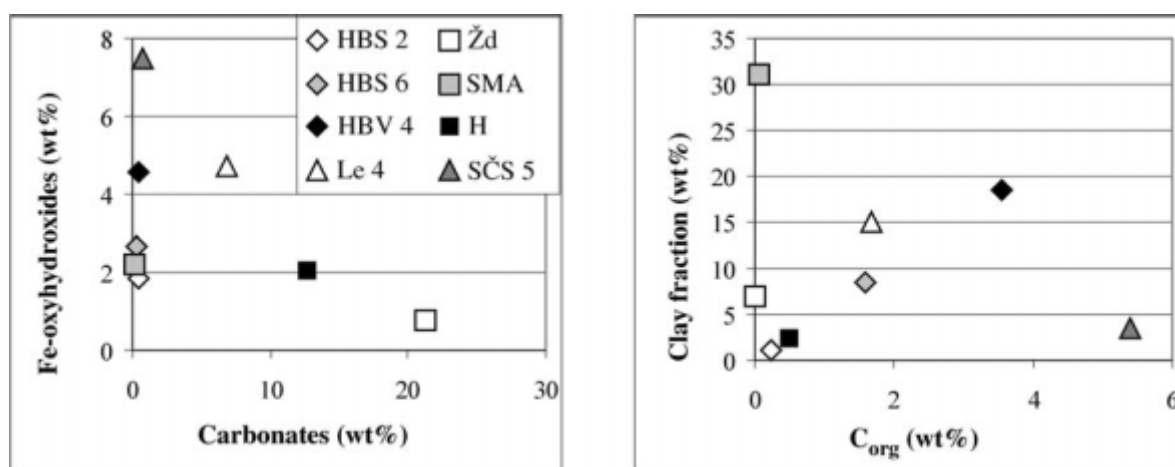 Fe-oxyhydroxides (wt%)
8
6
4
2
0
0 10 20 30
Carbonates (wt%)
HBS 2 Žd
HBS 6 SMA
HBV 4 H
Le 4 SČS 5
Clay fraction (wt%)
35
30
25
20
15
10
5
0
0 2 4 6
Corg (wt%)